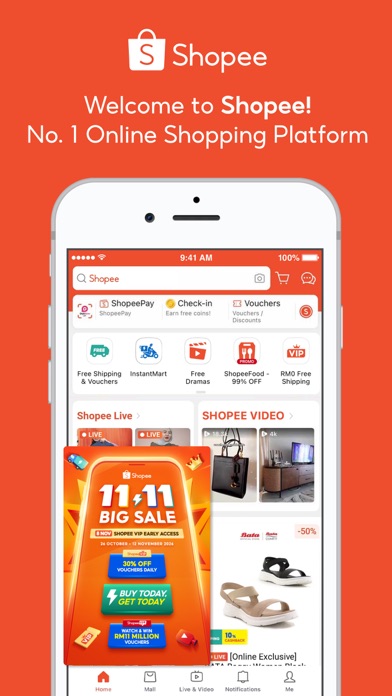 Shopee
Welcome to Shopee!
No. 1 Online Shopping Platform
9:41 AM
100%
Shopee
ShopeePay
ShopeePay
Check-in
Earn free coins!
Vouchers
Vouchers /
Discounts
FREE
Free Shipping
& Vouchers
InstantMart
Free
Dramas
PROMO
ShopeeFood -
99% OFF
VIP
RM0 Free
Shipping
Shopee Live >
SHOPEE VIDEO >
LIVE
LIVE
4k
Shopee
11 11
BIG SALE
8 NOV SHOPEE VIP EARLY ACCESS
30% OFF
VOUCHERS DAILY
BUY TODAY,
GET TODAY
WATCH & WIN
RM11 MILLION
VOUCHERS
Bata
-50%
10%
CASHBACK
LIVE [Online Exclusive]
Home
Mall
Live & Video
Notifications
Me